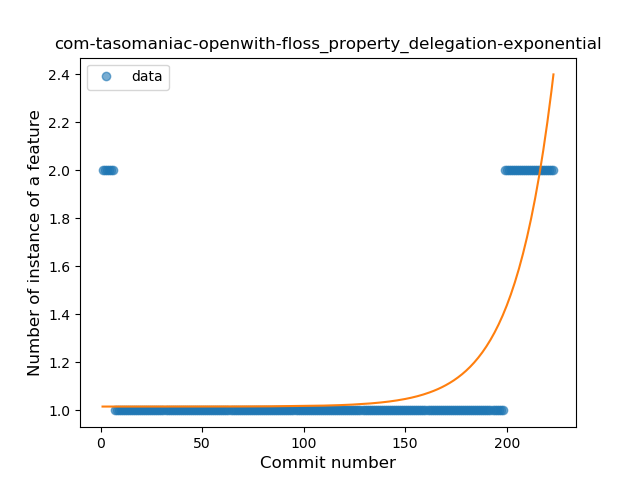 com-tasomaniac-openwith-floss_property_delegation-exponential
data
Number of instance of a feature
2.4
2.2
2.0
1.8
1.6
1.4
1.2
1.0
0 50 100 150 200
Commit number